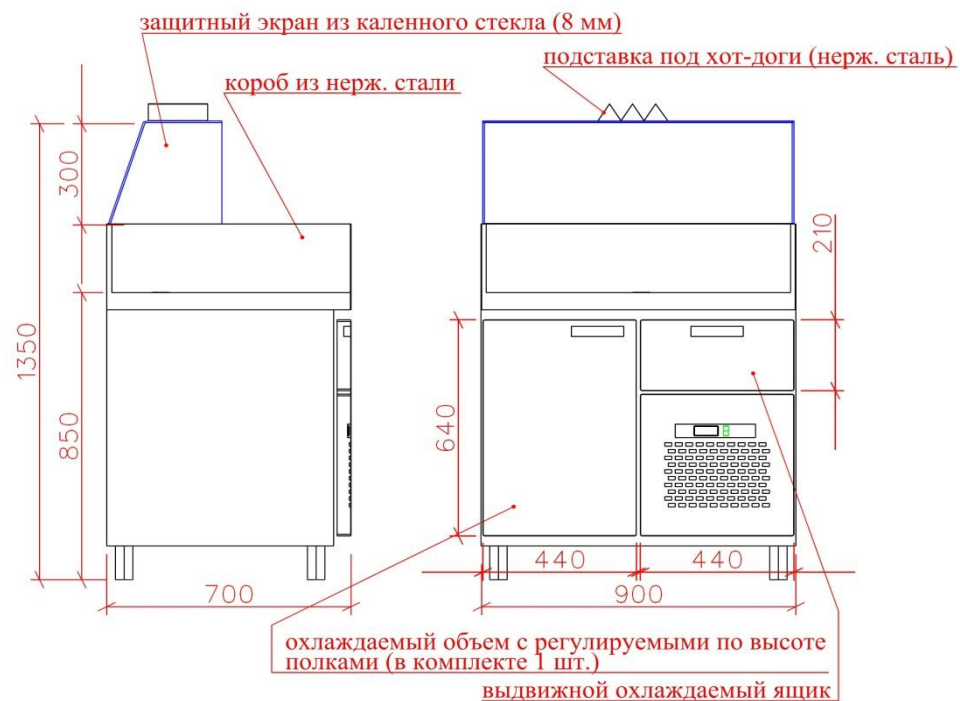 защитный экран из каленного стекла (8 мм)
подставка под хот-доги (нерж. сталь)
короб из нерж. стали
300
210
1350
850
640
440
440
700
900
охлаждаемый объем с регулируемыми по высоте
полками (в комплекте 1 шт.)
выдвижной охлаждаемый ящик